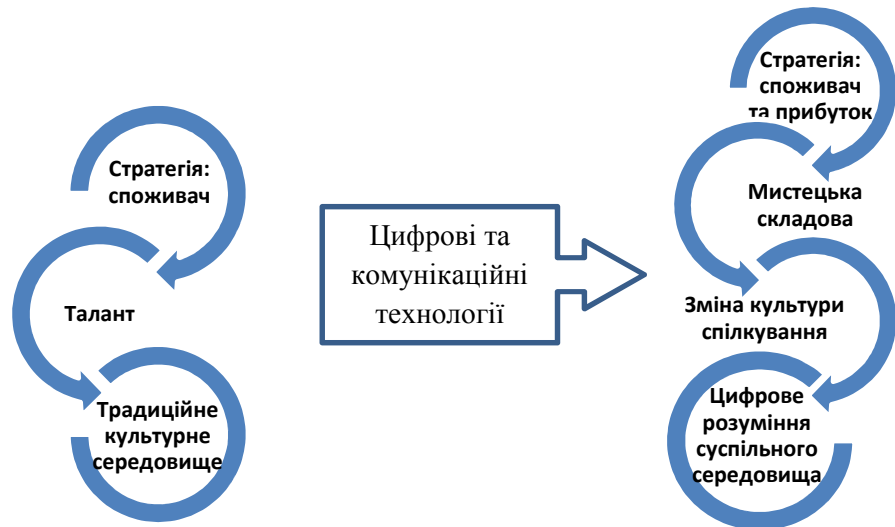 Стратегія:
споживач
Талант
Традиційне
культурне
середовище
Цифрові та
комунікаційні
технології
Стратегія:
споживач
та прибуток
Мистецька
складова
Зміна культури
спілкування
Цифрове
розуміння
суспільного
середовища